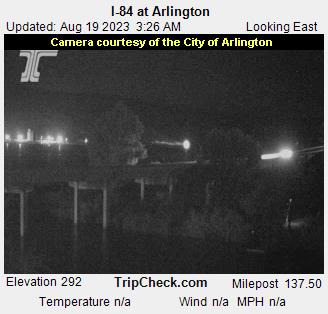 I-84 at Arlington
Updated: Aug 19 2023 3:26 AM Looking East
Camera courtesy of the City of Arlington
Elevation 292 TripCheck.com Milepost 137.50
Temperature n/a Wind n/a MPH n/a